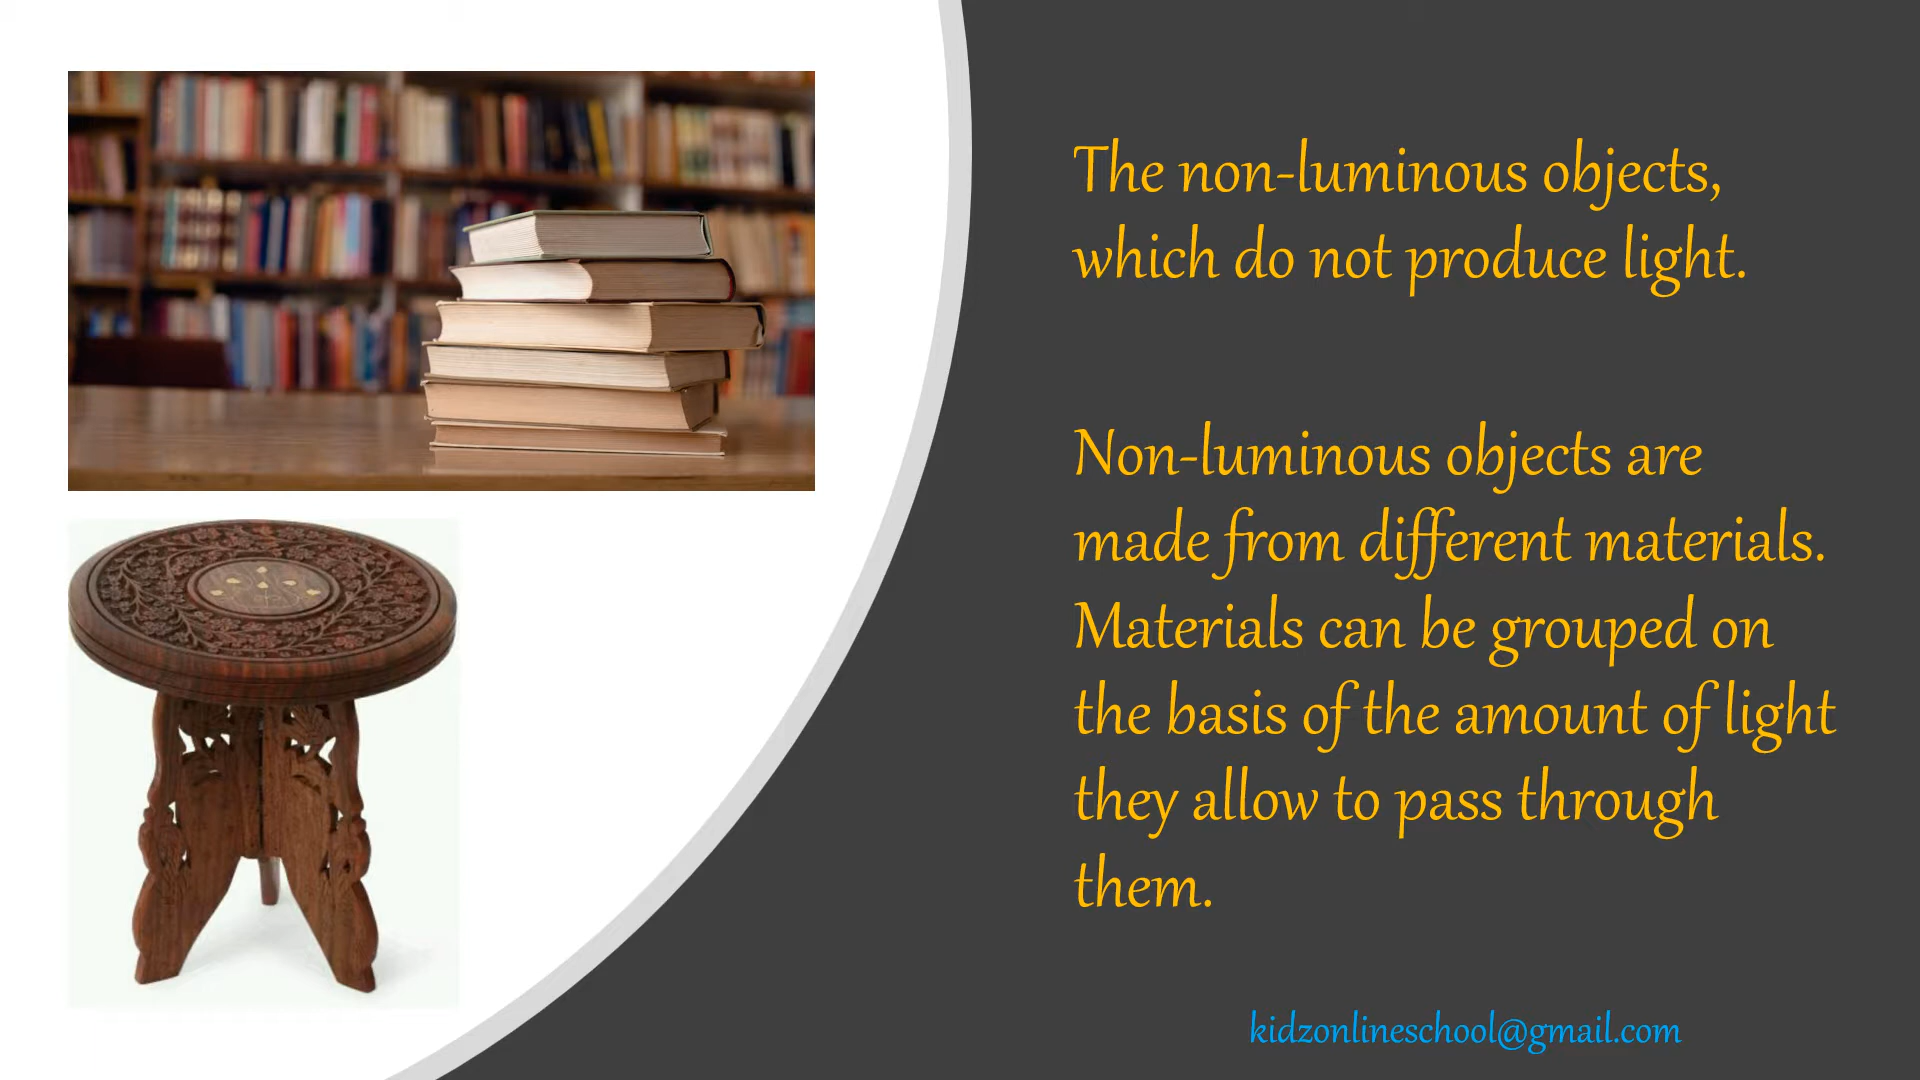 The non-luminous objects,
which do not produce light.
Non-luminous objects are
made from different materials.
Materials can be grouped on
the basis of the amount of light
they allow to pass through
them.
kidzonlineschool@gmail.com